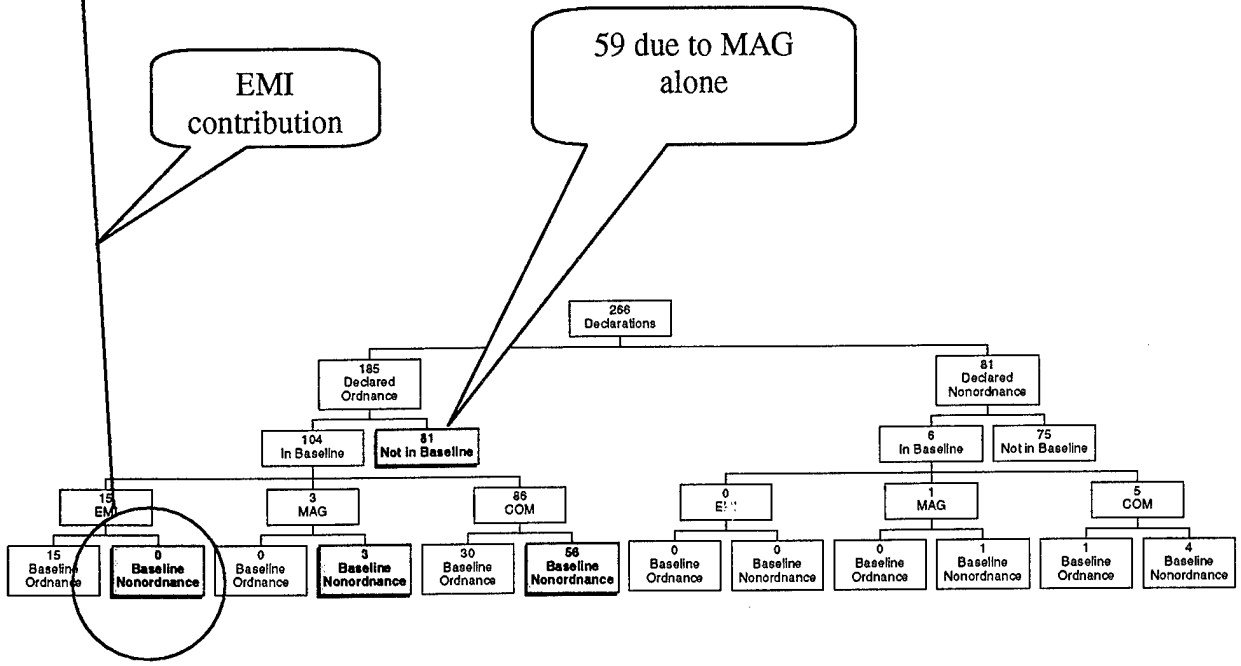 EMI
contribution
59 due to MAG
alone
266
Declarations
185
Declared
Ordnance
81
Declared
Nonordnance
104
In Baseline
81
Not in Baseline
6
In Baseline
75
Not in Baseline
15
EMI
3
MAG
86
COM
0
EMI
1
MAG
5
COM
15
Baseline
Ordnance
0
Baseline
Nonordnance
0
Baseline
Ordnance
3
Baseline
Nonordnance
30
Baseline
Ordnance
56
Baseline
Nonordnance
0
Baseline
Ordnance
0
Baseline
Nonordnance
0
Baseline
Ordnance
1
Baseline
Nonordnance
1
Baseline
Ordnance
4
Baseline
Nonordnance